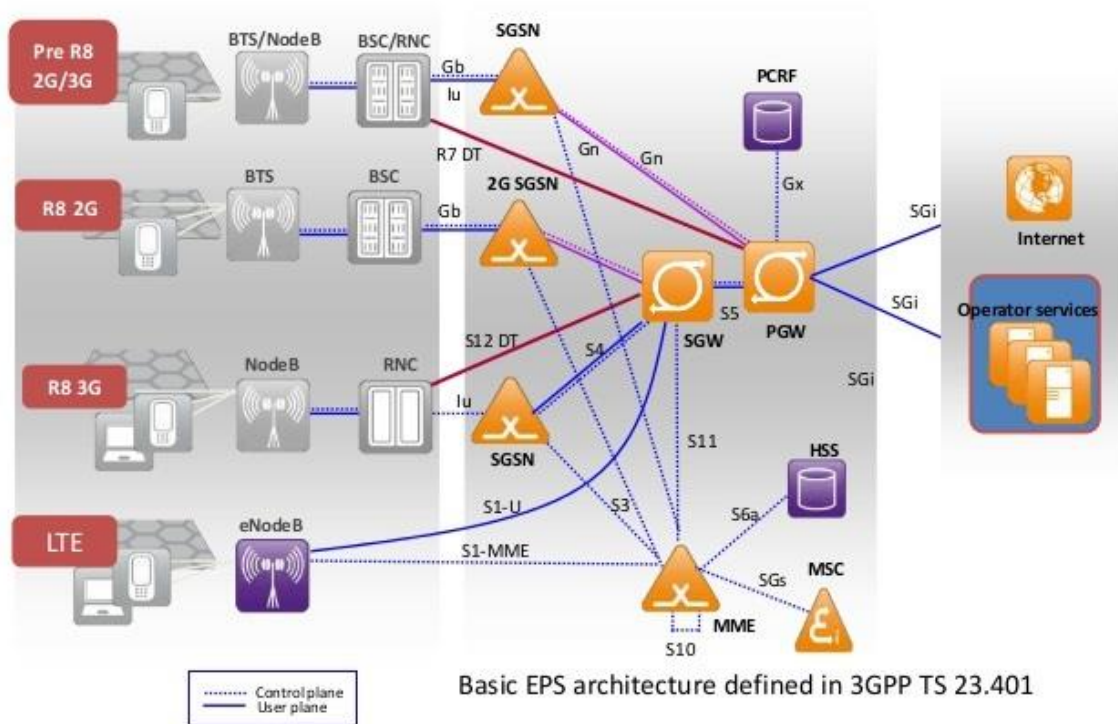 Pre R8
2G/3G
BTS/NodeB
BSC/RNC
Gb
Iu
SGSN
PCRF
R7 DT
Gn
Gn
Gx
R8 2G
BTS
BSC
Gb
2G SGSN
SGi
Internet
S5
SGW
PGW
SGi
Operator services
S12 DT
S4
SGi
R8 3G
NodeB
RNC
Iu
SGSN
S11
HSS
S1-U
S3
S6a
LTE
eNodeB
S1-MME
SGs
MSC
MME
S10
Control plane
User plane
Basic EPS architecture defined in 3GPP TS 23.401